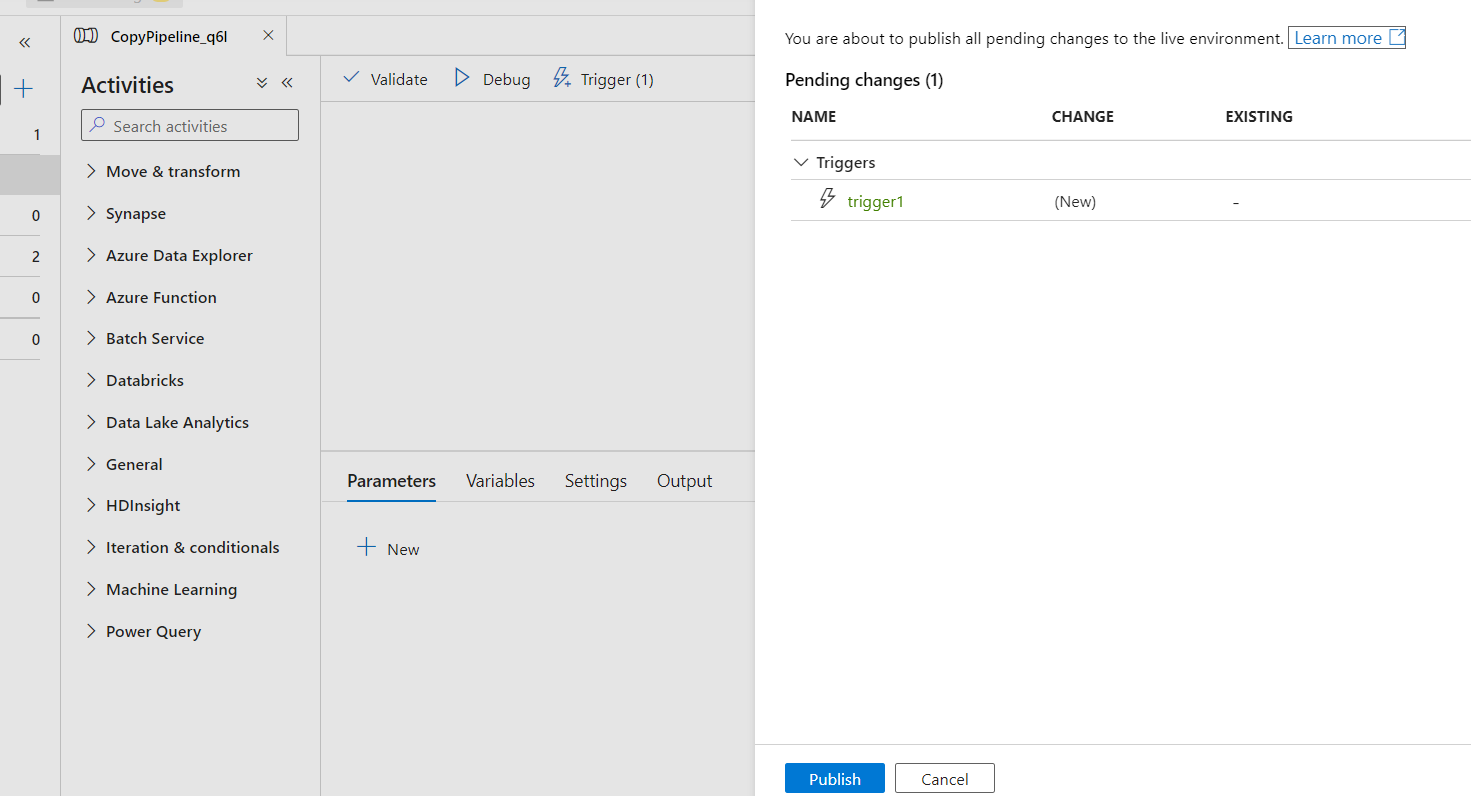 CopyPipeline_q6l
1
0
2
0
0
Activities
Search activities
Move & transform
Synapse
Azure Data Explorer
Azure Function
Batch Service
Databricks
Data Lake Analytics
General
HDInsight
Iteration & conditionals
Machine Learning
Power Query
Validate
Debug
Trigger (1)
Parameters
Variables
Settings
Output
New
You are about to publish all pending changes to the live environment. Learn more
Pending changes (1)
NAME CHANGE EXISTING
Triggers
trigger1 (New) -
Publish
Cancel